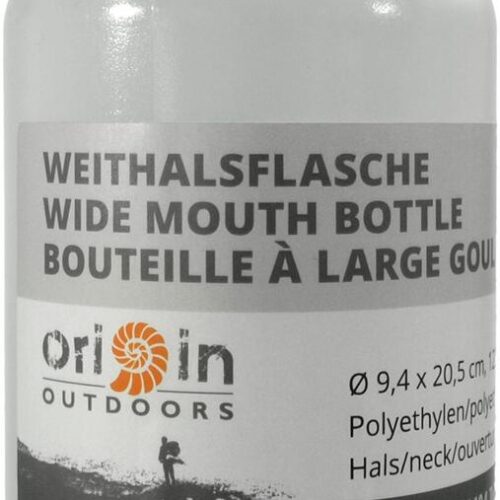 WEITHALSFLASCHE
WIDE MOUTH BOTTLE
BOUTEILLE À LARGE
origin
OUTDOORS
Ø 9,4 x 20,5 cm,
Polyethylen/
Hals/neck/